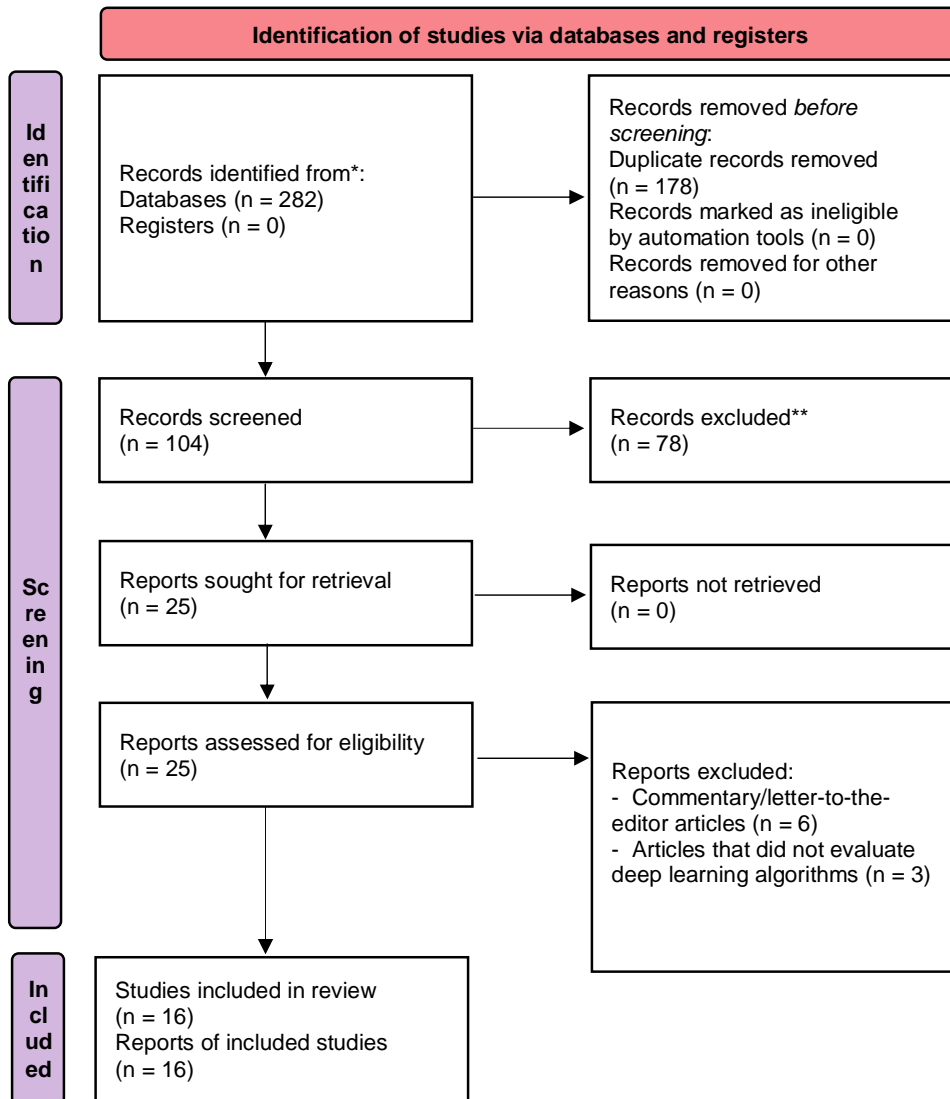 Identification of studies via databases and registers
Id
en
tifi
ca
tio
n
Records identified from*:
Databases (n = 282)
Registers (n = 0)
Records removed before
screening:
Duplicate records removed
(n = 178)
Records marked as ineligible
by automation tools (n = 0)
Records removed for other
reasons (n = 0)
Sc
re
en
in
g
Records screened
(n = 104)
Records excluded**
(n = 78)
Reports sought for retrieval
(n = 25)
Reports not retrieved
(n = 0)
Reports assessed for eligibility
(n = 25)
Reports excluded:
- Commentary/letter-to-the-
editor articles (n = 6)
- Articles that did not evaluate
deep learning algorithms (n = 3)
In
cl
ud
ed
Studies included in review
(n = 16)
Reports of included studies
(n = 16)